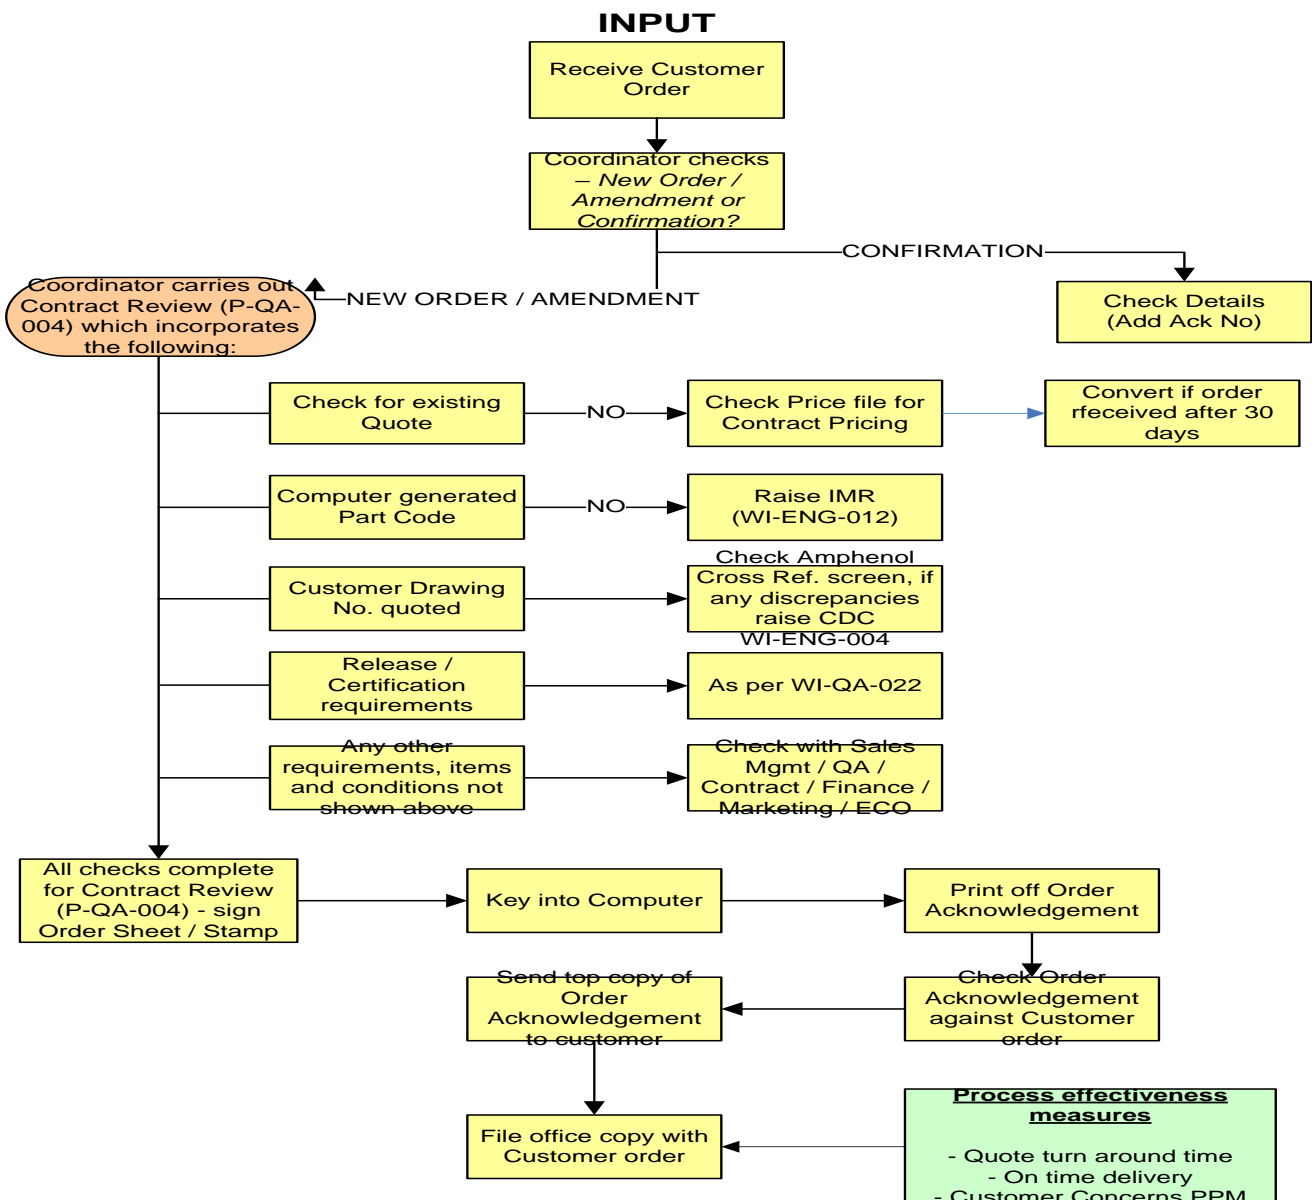 INPUT
Receive Customer
Order
Coordinator checks
– New Order /
Amendment or
Confirmation?
CONFIRMATION
NEW ORDER / AMENDMENT
Check Details
(Add Ack No)
Coordinator carries out
Contract Review (P-QA-
004) which incorporates
the following:
Check for existing
Quote
NO
Check Price file for
Contract Pricing
Convert if order
rfeceived after 30
days
Computer generated
Part Code
NO
Raise IMR
(WI-ENG-012)
Customer Drawing
No. quoted
Check Amphenol
Cross Ref. screen, if
any discrepancies
raise CDC
WI-ENG-004
Release /
Certification
requirements
As per WI-QA-022
Any other
requirements, items
and conditions not
shown above
Check with Sales
Mgmt / QA /
Contract / Finance /
Marketing / ECO
All checks complete
for Contract Review
(P-QA-004) - sign
Order Sheet / Stamp
Key into Computer
Print off Order
Acknowledgement
Check Order
Acknowledgement
against Customer
order
Send top copy of
Order
Acknowledgement
to customer
File office copy with
Customer order
Process effectiveness
measures
- Quote turn around time
- On time delivery
- Customer Concerns PPM